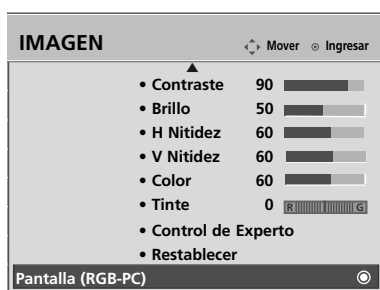 IMAGEN Mover Ingresar
• Contraste 90
• Brillo 50
• H Nitidez 60
• V Nitidez 60
• Color 60
• Tinte 0 R G
• Control de Experto
• Restablecer
Pantalla (RGB-PC)